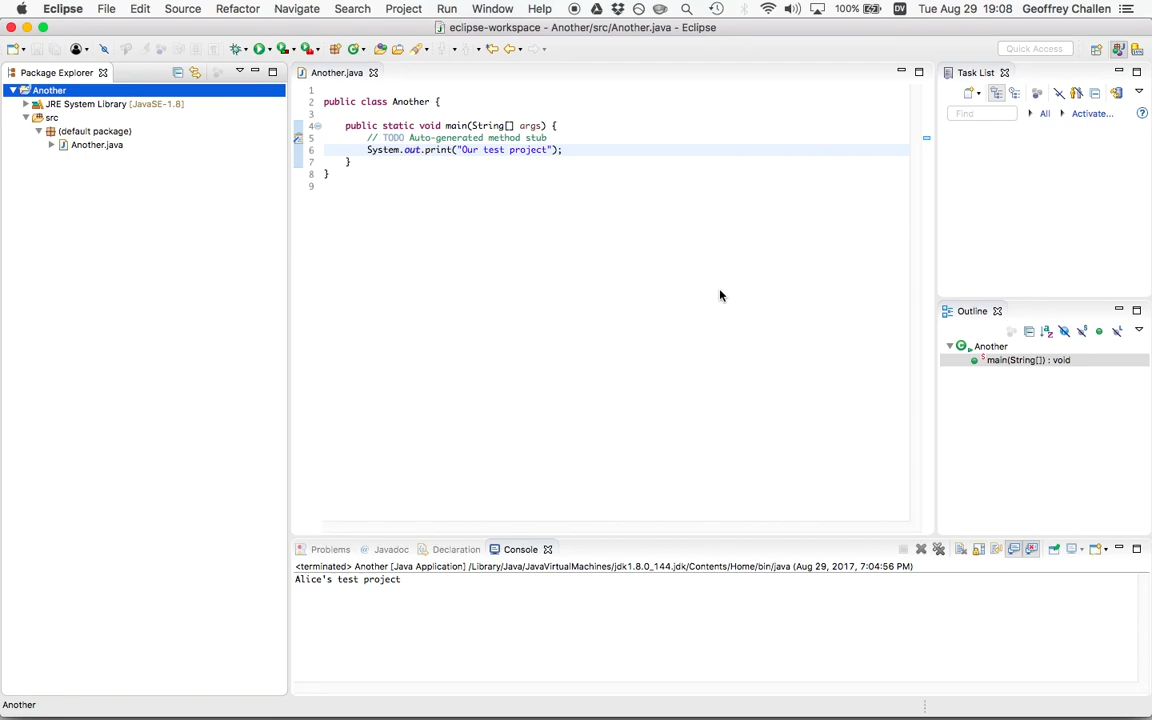 Eclipse File Edit Source Refactor Navigate Search Project Run Window Help 100% DV Tue Aug 29 19:08 Geoffrey Challen
eclipse-workspace - Another/src/Another.java - Eclipse
Quick Access
Package Explorer
Another
JRE System Library [JavaSE-1.8]
src
(default package)
Another.java
Another.java
1
2 public class Another {
3
4 public static void main(String[] args) {
5 // TODO Auto-generated method stub
6 System.out.print("Our test project");
7 }
8 }
9
Task List
Find All Activate...
Outline
Another
main(String[]) : void
Problems Javadoc Declaration Console
<terminated> Another [Java Application] /Library/Java/JavaVirtualMachines/jdk1.8.0_144.jdk/Contents/Home/bin/java (Aug 29, 2017, 7:04:56 PM)
Alice's test project
Another